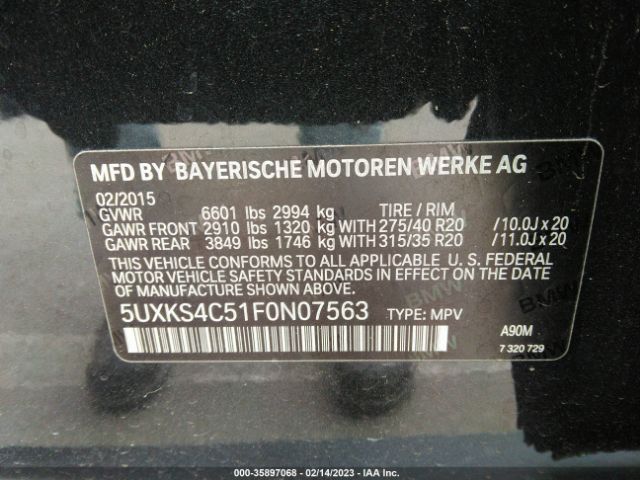 MFD BY BAYERISCHE MOTOREN WERKE AG
02/2015
GVWR 6601 lbs 2994 kg TIRE / RIM
GAWR FRONT 2910 lbs 1320 kg WITH 275/40 R20 /10.0J x 20
GAWR REAR 3849 lbs 1746 kg WITH 315/35 R20 /11.0J x 20
THIS VEHICLE CONFORMS TO ALL APPLICABLE U. S. FEDERAL
MOTOR VEHICLE SAFETY STANDARDS IN EFFECT ON THE DATE
OF MANUFACTURE SHOWN ABOVE.
5UXKS4C51F0N07563 TYPE: MPV
A90M
7 320 729
(USA)-35897068 - 02/14/2023 - IAA Inc.